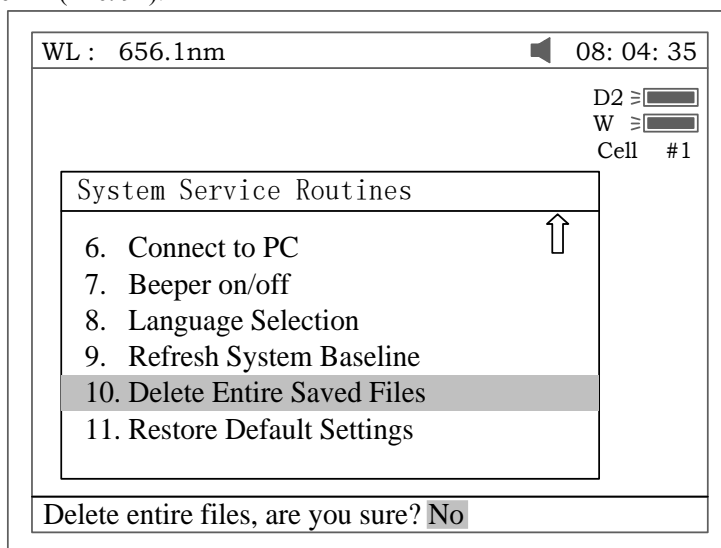 WL : 656.1nm 08: 04: 35
D2
W
Cell #1
System Service Routines
6. Connect to PC
7. Beeper on/off
8. Language Selection
9. Refresh System Baseline
10. Delete Entire Saved Files
11. Restore Default Settings
Delete entire files, are you sure? No